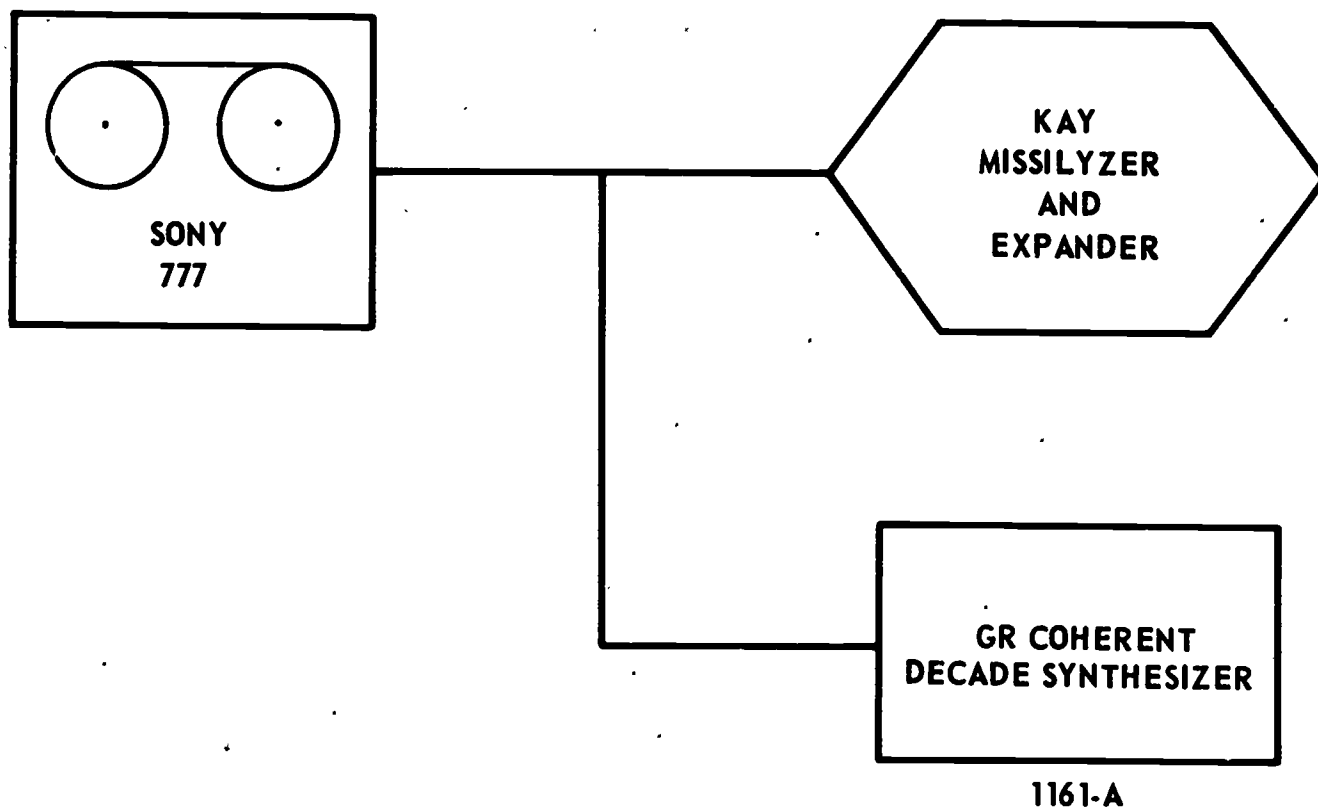 SONY
777
KAY
MISSILYZER
AND
EXPANDER
GR COHERENT
DECADE SYNTHESIZER
1161-A